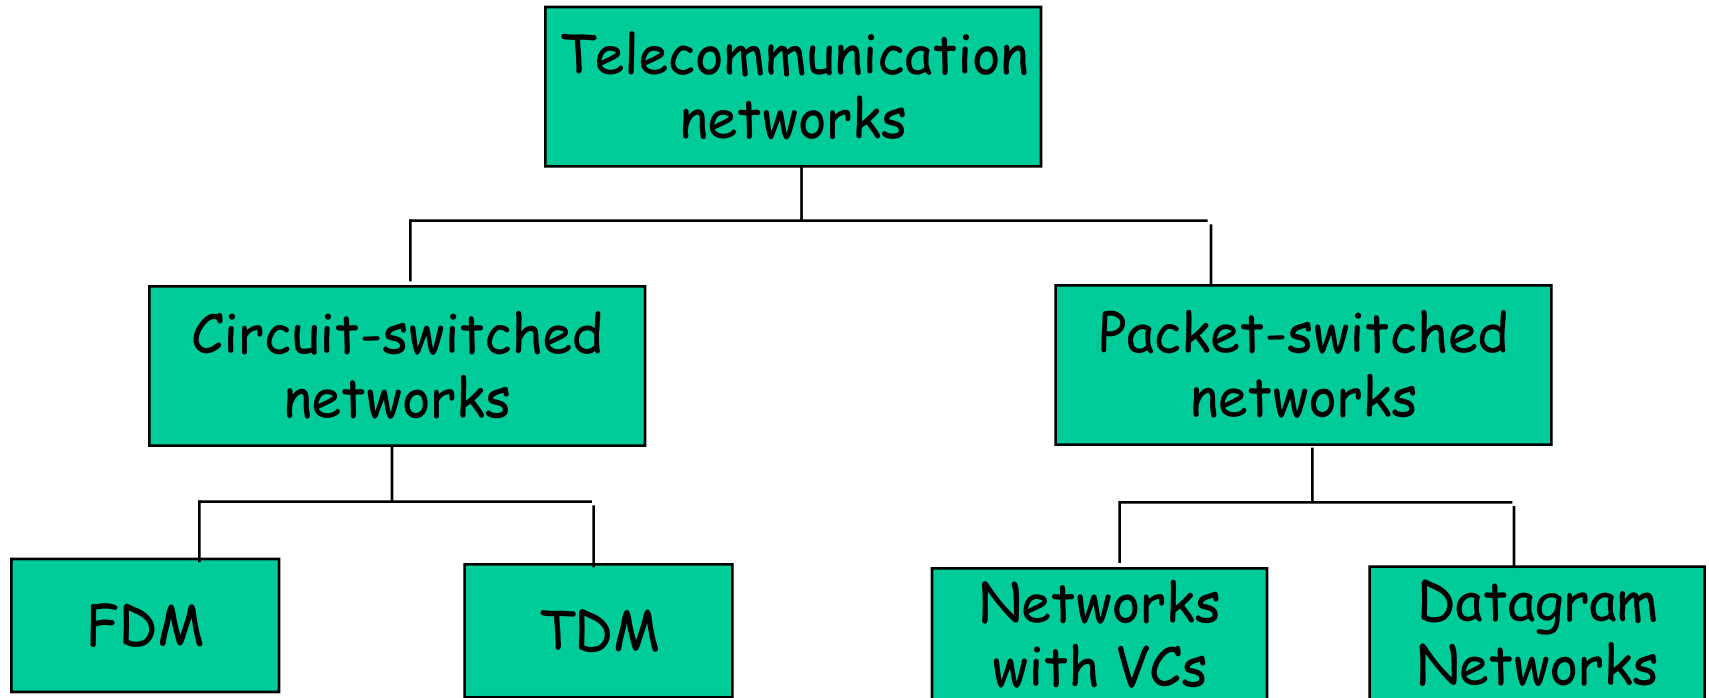 Telecommunication
networks
Circuit-switched
networks
Packet-switched
networks
FDM
TDM
Networks
with VCs
Datagram
Networks